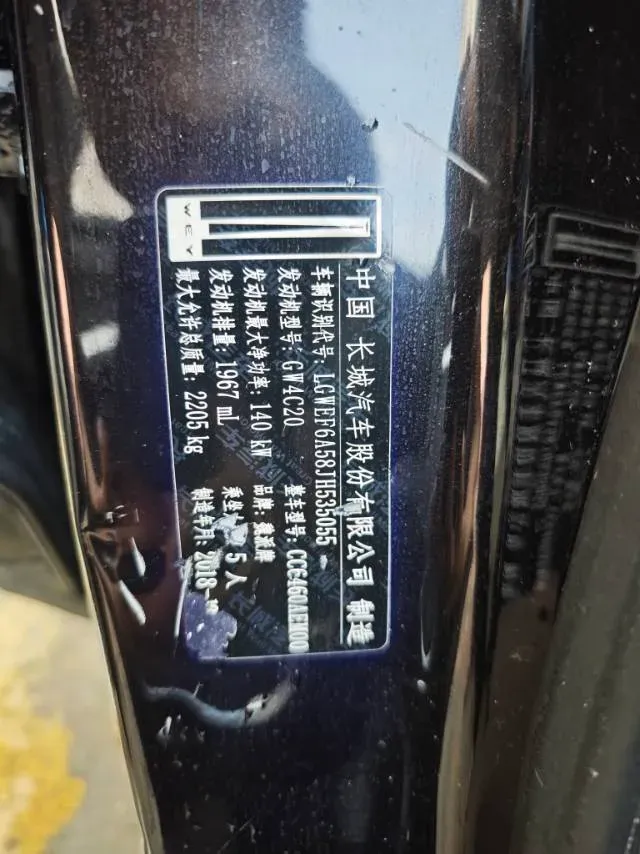 WEY
中国 长城汽车股份有限公司 制造
车辆识别代号: LGWEF6A58JH535055
发动机型号: GW4C20 整车型号: CC6460AEM00
发动机最大净功率: 140 kW 品牌: 魏派牌
发动机排量: 1967 mL 乘坐 5人
最大允许总质量: 2205 kg 制造年月: 2018-